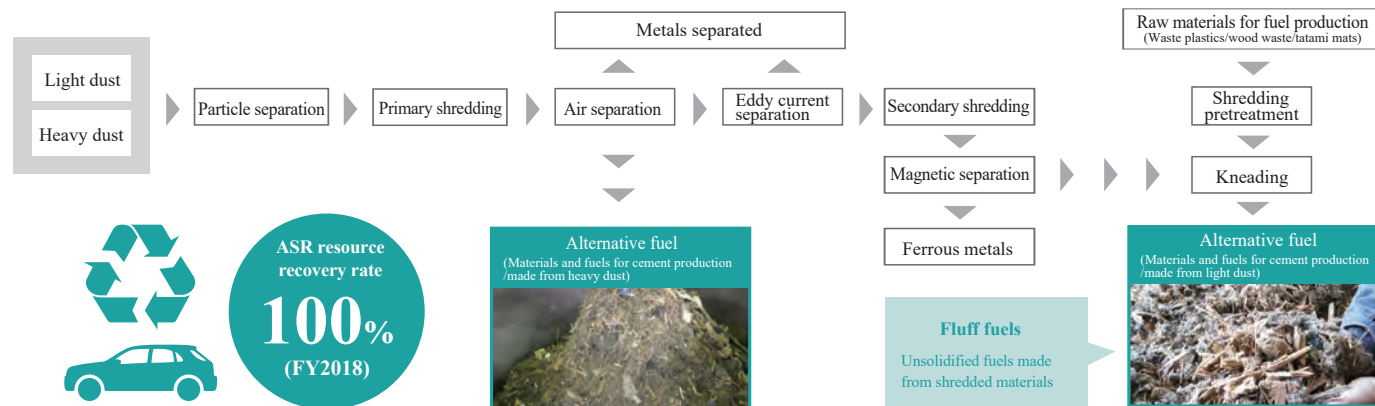 Light dust
Heavy dust
Particle separation
Primary shredding
Metals separated
Air separation
Eddy current
separation
Secondary shredding
Magnetic separation
Ferrous metals
Raw materials for fuel production
(Waste plastics/wood waste/tatami mats)
Shredding
pretreatment
Kneading
ASR resource
recovery rate
100%
(FY2018)
Alternative fuel
(Materials and fuels for cement production
/made from heavy dust)
Fluff fuels
Unsolidified fuels made
from shredded materials
Alternative fuel
(Materials and fuels for cement production
/made from light dust)